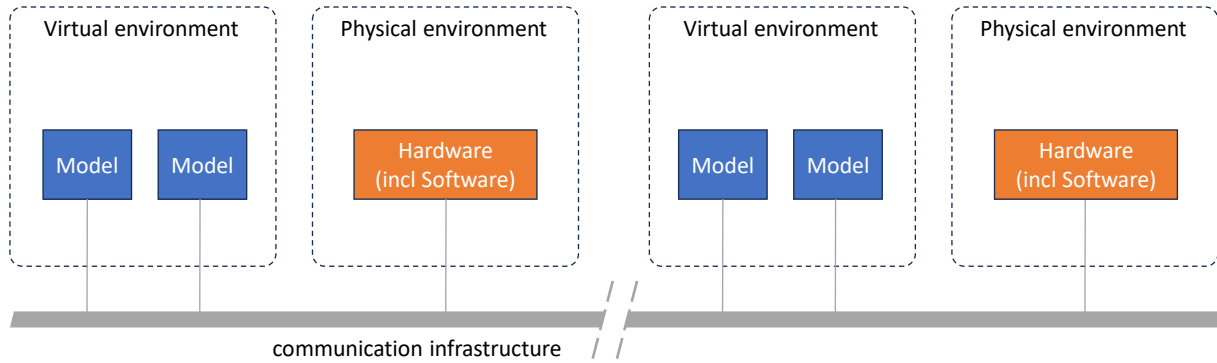 Virtual environment
Physical environment
Virtual environment
Physical environment
Model
Model
Hardware
(incl Software)
Model
Model
Hardware
(incl Software)
communication infrastructure